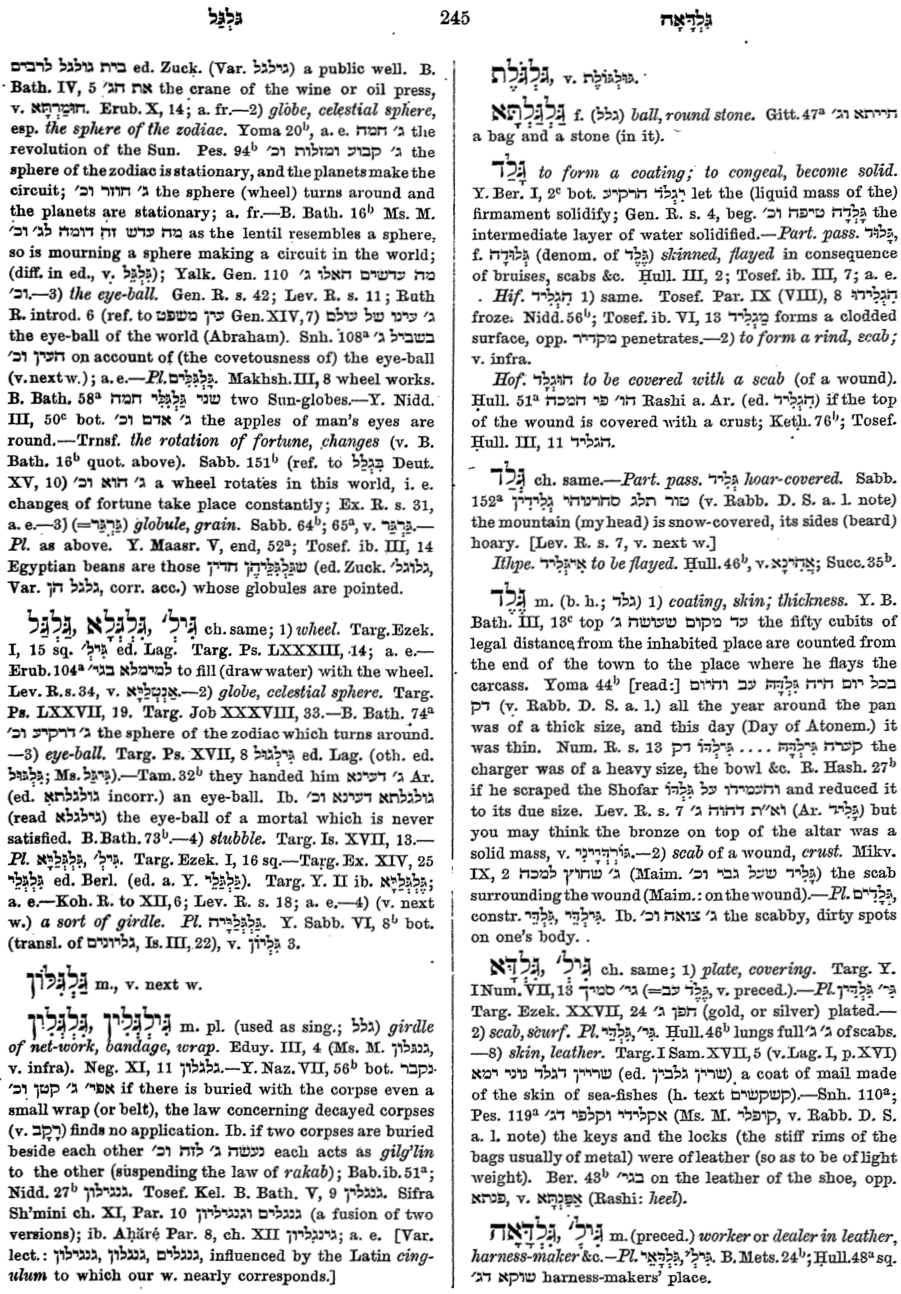 גַּלְגַּל
245
גִּלְדָּאָה
בית גולגל לרבים ed. Zuck. (Var. גילגל) a public well. B.
Bath. IV, 5 את הג׳ the crane of the wine or oil press,
v. חוּמַרְתָּא. Erub. X, 14; a. fr.—2) globe, celestial sphere,
esp. the sphere of the zodiac. Yoma 20ᵇ, a. e. ג׳ חמה the
revolution of the Sun. Pes. 94ᵇ ג׳ קבוע ומזלות וכ׳ the
sphere of the zodiac is stationary, and the planets make the
circuit; ג׳ חוזר וכ׳ the sphere (wheel) turns around and
the planets are stationary; a. fr.—B. Bath. 16ᵇ Ms. M.
מה עדש זה דומה לג׳ וכ׳ as the lentil resembles a sphere,
so is mourning a sphere making a circuit in the world;
(diff. in ed., v. גַּלְגַּל); Yalk. Gen. 110 מה עדשים האלו ג׳
וכ׳.—3) the eye-ball. Gen. R. s. 42; Lev. R. s. 11; Ruth
R. introd. 6 (ref. to עין משפט Gen. XIV, 7) ג׳ עינו של עולם
the eye-ball of the world (Abraham). Snh. 108ᵃ בשביל ג׳
העין וכ׳ on account of (the covetousness of) the eye-ball
(v. next w.); a. e.—Pl. גַּלְגַּלִּים. Makhsh. III, 8 wheel works.
B. Bath. 58ᵃ שני גַּלְגַּלֵּי חמה two Sun-globes.—Y. Nidd.
III, 50ᶜ bot. ג׳ אדם וכ׳ the apples of man's eyes are
round.—Trnsf. the rotation of fortune, changes (v. B.
Bath. 16ᵇ quot. above). Sabb. 151ᵇ (ref. to בִּגְלַל Deut.
XV, 10) ג׳ הוא וכ׳ a wheel rotates in this world, i. e.
changes of fortune take place constantly; Ex. R. s. 31,
a. e.—3) (=גַּרְגַּר) globule, grain. Sabb. 64ᵇ; 65ᵃ, v. גַּרְגַּר.—
Pl. as above. Y. Maasr. V, end, 52ᵃ; Tosef. ib. III, 14
Egyptian beans are those שגַּלְגַּלֵּיהֶן חדין (ed. Zuck. גלוגל׳,
Var. גלגל הן, corr. acc.) whose globules are pointed.
גַּלְגַּל, גַּלְגְּלָא, גִּיל׳ ch. same; 1) wheel. Targ. Ezek.
I, 15 sq. גִּיל׳ ed. Lag. Targ. Ps. LXXXIII, 14; a. e.—
Erub. 104ᵃ למימלא בגי׳ to fill (draw water) with the wheel.
Lev. R. s. 34, v. אַנְטִלְיָא.—2) globe, celestial sphere. Targ.
Ps. LXXVII, 19. Targ. Job XXXVIII, 33.—B. Bath. 74ᵃ
ג׳ דרקיע וכ׳ the sphere of the zodiac which turns around.
—3) eye-ball. Targ. Ps. XVII, 8 גִּילְגּוּל ed. Lag. (oth. ed.
גַּלְגּוּל; Ms. גִּירְגַּל).—Tam. 32ᵇ they handed him ג׳ דעינא Ar.
(ed. גולגלתא incorr.) an eye-ball. Ib. גולגלתא דעינא וכ׳
(read גילגלא) the eye-ball of a mortal which is never
satisfied. B. Bath. 73ᵇ.—4) stubble. Targ. Is. XVII, 13.—
Pl. גַּלְגְּלַיָּא, גִּיל׳. Targ. Ezek. I, 16 sq.—Targ. Ex. XIV, 25
גַּלְגְּלֵי ed. Berl. (ed. a. Y. גִּלְגְּלֵי). Targ. Y. II ib. גַּלְגְּלַיָּא;
a. e.—Koh. R. to XII, 6; Lev. R. s. 18; a. e.—4) (v. next
w.) a sort of girdle. Pl. גַּלְגְּלַיָּיה. Y. Sabb. VI, 8ᵇ bot.
(transl. of גליונים, Is. III, 22), v. גִּלָּיוֹן 3.
גַּלְגִּלּוֹן m., v. next w.
גַּלְגִּלִּין, גִּילְגְּלִין m. pl. (used as sing.; גלל) girdle
of net-work, bandage, wrap. Eduy. III, 4 (Ms. M. גנגלון,
v. infra). Neg. XI, 11 גלגלון.—Y. Naz. VII, 56ᵇ bot. נקבר
אפי׳ ג׳ קטן וכ׳ if there is buried with the corpse even a
small wrap (or belt), the law concerning decayed corpses
(v. רָקָב) finds no application. Ib. if two corpses are buried
beside each other נעשה ג׳ לזה וכ׳ each acts as gilg'lin
to the other (suspending the law of rakab); Bab. ib. 51ᵃ;
Nidd. 27ᵇ גנגילון. Tosef. Kel. B. Bath. V, 9 גנגלין. Sifra
Sh'mini ch. XI, Par. 10 גנגלים וגנגיליון (a fusion of two
versions); ib. Aḥăré Par. 8, ch. XII גינגיליון; a. e. [Var.
lect.: גנגלים, גנגלון, גנגילון, influenced by the Latin cing-
ulum to which our w. nearly corresponds.]
גַּלְגֹּלֶת, v. גּוּלְגּוֹלֶת.
גַּלְגַּלְתָּא f. (גלל) ball, round stone. Gitt. 47ᵃ חייתא וג׳
a bag and a stone (in it).
גָּלַד to form a coating; to congeal, become solid.
Y. Ber. I, 2ᶜ bot. יִגְלֹד הרקיע let the (liquid mass of the)
firmament solidify; Gen. R. s. 4, beg. גָּלְדָה טיפה וכ׳ the
intermediate layer of water solidified.—Part. pass. גָּלוּד,
f. גְּלוּדָה (denom. of גֶּלֶד) skinned, flayed in consequence
of bruises, scabs &c. Ḥull. III, 2; Tosef. ib. III, 7; a. e.
Hif. הִגְלִיד 1) same. Tosef. Par. IX (VIII), 8 הִגְלִידוּ
froze. Nidd. 56ᵇ; Tosef. ib. VI, 13 מַגְלִיד forms a clodded
surface, opp. מקדיר penetrates.—2) to form a rind, scab;
v. infra.
Hof. הוּגְלַד to be covered with a scab (of a wound).
Ḥull. 51ᵃ הו׳ פי המכה Rashi a. Ar. (ed. הִגְלִיד) if the top
of the wound is covered with a crust; Keth. 76ᵇ; Tosef.
Ḥull. III, 11 הגליד.
גְּלַד ch. same.—Part. pass. גְּלִיד hoar-covered. Sabb.
152ᵃ טור תלג סחרנוהי גְּלִידִין (v. Rabb. D. S. a. l. note)
the mountain (my head) is snow-covered, its sides (beard)
hoary. [Lev. R. s. 7, v. next w.]
Ithpe. אִיגְּלִיד to be flayed. Ḥull. 46ᵇ, v. אֲהִינָא; Succ. 35ᵇ.
גֶּלֶד m. (b. h.; גלד) 1) coating, skin; thickness. Y. B.
Bath. III, 13ᶜ top עד מקום שעושה ג׳ the fifty cubits of
legal distance from the inhabited place are counted from
the end of the town to the place where he flays the
carcass. Yoma 44ᵇ [read:] בכל יום היה גִּלְדָּהּ עב והיום
דק (v. Rabb. D. S. a. l.) all the year around the pan
was of a thick size, and this day (Day of Atonem.) it
was thin. Num. R. s. 13 קערה גִּילְדָּהּ .... גִּילְדּוֹ דק the
charger was of a heavy size, the bowl &c. R. Hash. 27ᵇ
if he scraped the Shofar והעמידו על גִּלְדּוֹ and reduced it
to its due size. Lev. R. s. 7 וא״ת דהוה ג׳ (Ar. גְּלִיד) but
you may think the bronze on top of the altar was a
solid mass, v. גּוֹרְדְּיָינֵי.—2) scab of a wound, crust. Mikv.
IX, 2 ג׳ שחוץ למכה (Maim. גְּלִיד שעל גבי וכ׳) the scab
surrounding the wound (Maim.: on the wound).—Pl. גְּלָדִים,
constr. גִּלְדֵי, גִּילְדֵי. Ib. ג׳ צואה וכ׳ the scabby, dirty spots
on one's body.
גִּלְדָּא, גִּיל׳ ch. same; 1) plate, covering. Targ. Y.
I Num. VII, 13 גי׳ סמיך (=גֶּלֶד עב, v. preced.).—Pl. גִּלְדִּין, גִּי׳
Targ. Ezek. XXVII, 24 חפן ג׳ (gold, or silver) plated.—
2) scab, scurf. Pl. גִּלְדֵי, גִּי׳. Ḥull. 46ᵇ lungs full ג׳ ג׳ of scabs.
—3) skin, leather. Targ. I Sam. XVII, 5 (v. Lag. I, p. XVI)
שריין דגלד נוני ימא (ed. שרין גלבין) a coat of mail made
of the skin of sea-fishes (h. text קשקשים).—Snh. 110ᵃ;
Pes. 119ᵃ אקלידי וקלפי דג׳ (Ms. M. קופלי, v. Rabb. D. S.
a. l. note) the keys and the locks (the stiff rims of the
bags usually of metal) were of leather (so as to be of light
weight). Ber. 43ᵇ בגי׳ on the leather of the shoe, opp.
פנתא, v. אַפַּנְתָּא (Rashi: heel).
גִּלְדָּאָה, גִּיל׳ m. (preced.) worker or dealer in leather,
harness-maker &c.—Pl. גִּלְדָּאֵי, גִּיל׳. B. Mets. 24ᵇ; Ḥull. 48ᵃ sq.
שוקא דג׳ harness-makers' place.